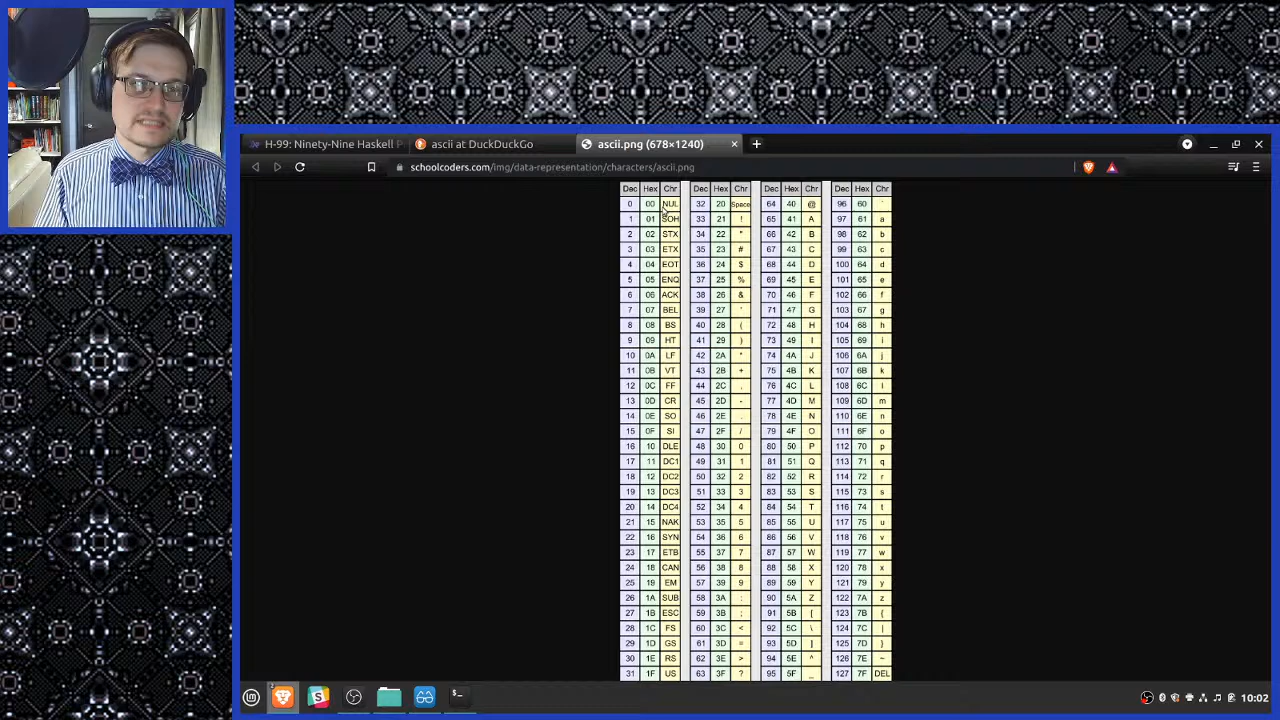 H-99: Ninety-Nine Haskell P
ascii at DuckDuckGo
ascii.png (678×1240)
schoolcoders.com/img/data-representation/characters/ascii.png
Dec Hex Chr Dec Hex Chr Dec Hex Chr Dec Hex Chr
0 00 NUL 32 20 Space 64 40 @ 96 60 `
1 01 SOH 33 21 ! 65 41 A 97 61 a
2 02 STX 34 22 " 66 42 B 98 62 b
3 03 ETX 35 23 # 67 43 C 99 63 c
4 04 EOT 36 24 $ 68 44 D 100 64 d
5 05 ENQ 37 25 % 69 45 E 101 65 e
6 06 ACK 38 26 & 70 46 F 102 66 f
7 07 BEL 39 27 ' 71 47 G 103 67 g
8 08 BS 40 28 ( 72 48 H 104 68 h
9 09 HT 41 29 ) 73 49 I 105 69 i
10 0A LF 42 2A * 74 4A J 106 6A j
11 0B VT 43 2B + 75 4B K 107 6B k
12 0C FF 44 2C , 76 4C L 108 6C l
13 0D CR 45 2D - 77 4D M 109 6D m
14 0E SO 46 2E . 78 4E N 110 6E n
15 0F SI 47 2F / 79 4F O 111 6F o
16 10 DLE 48 30 0 80 50 P 112 70 p
17 11 DC1 49 31 1 81 51 Q 113 71 q
18 12 DC2 50 32 2 82 52 R 114 72 r
19 13 DC3 51 33 3 83 53 S 115 73 s
20 14 DC4 52 34 4 84 54 T 116 74 t
21 15 NAK 53 35 5 85 55 U 117 75 u
22 16 SYN 54 36 6 86 56 V 118 76 v
23 17 ETB 55 37 7 87 57 W 119 77 w
24 18 CAN 56 38 8 88 58 X 120 78 x
25 19 EM 57 39 9 89 59 Y 121 79 y
26 1A SUB 58 3A : 90 5A Z 122 7A z
27 1B ESC 59 3B ; 91 5B [ 123 7B {
28 1C FS 60 3C < 92 5C \ 124 7C |
29 1D GS 61 3D = 93 5D ] 125 7D }
30 1E RS 62 3E > 94 5E ^ 126 7E ~
31 1F US 63 3F ? 95 5F _ 127 7F DEL
10:02